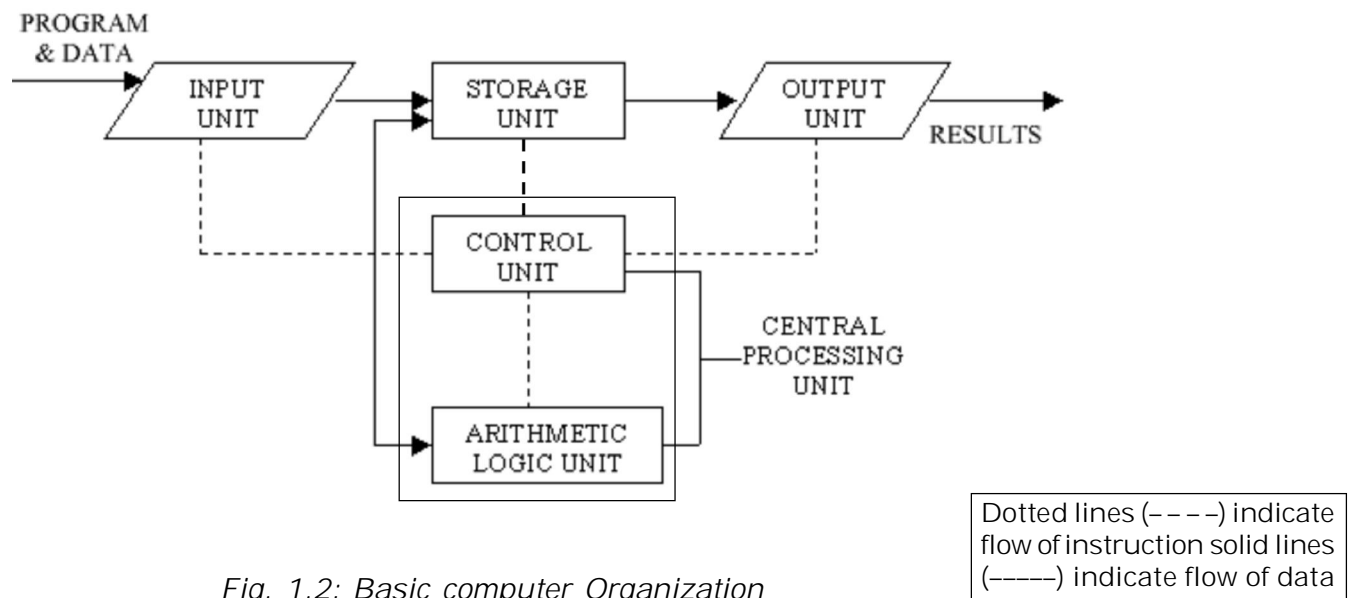 PROGRAM
& DATA
INPUT
UNIT
STORAGE
UNIT
OUTPUT
UNIT
RESULTS
CONTROL
UNIT
CENTRAL
PROCESSING
UNIT
ARITHMETIC
LOGIC UNIT
Dotted lines (– – – –) indicate
flow of instruction solid lines
(–––––) indicate flow of data
Fig. 1.2: Basic computer Organization